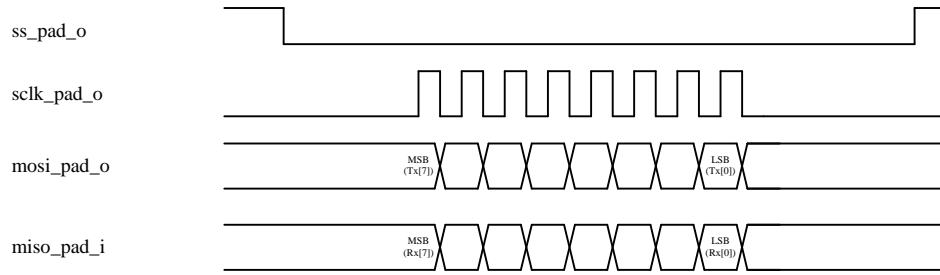 ss_pad_o
sclk_pad_o
mosi_pad_o
MSB
(Tx[7])
LSB
(Tx[0])
miso_pad_i
MSB
(Rx[7])
LSB
(Rx[0])